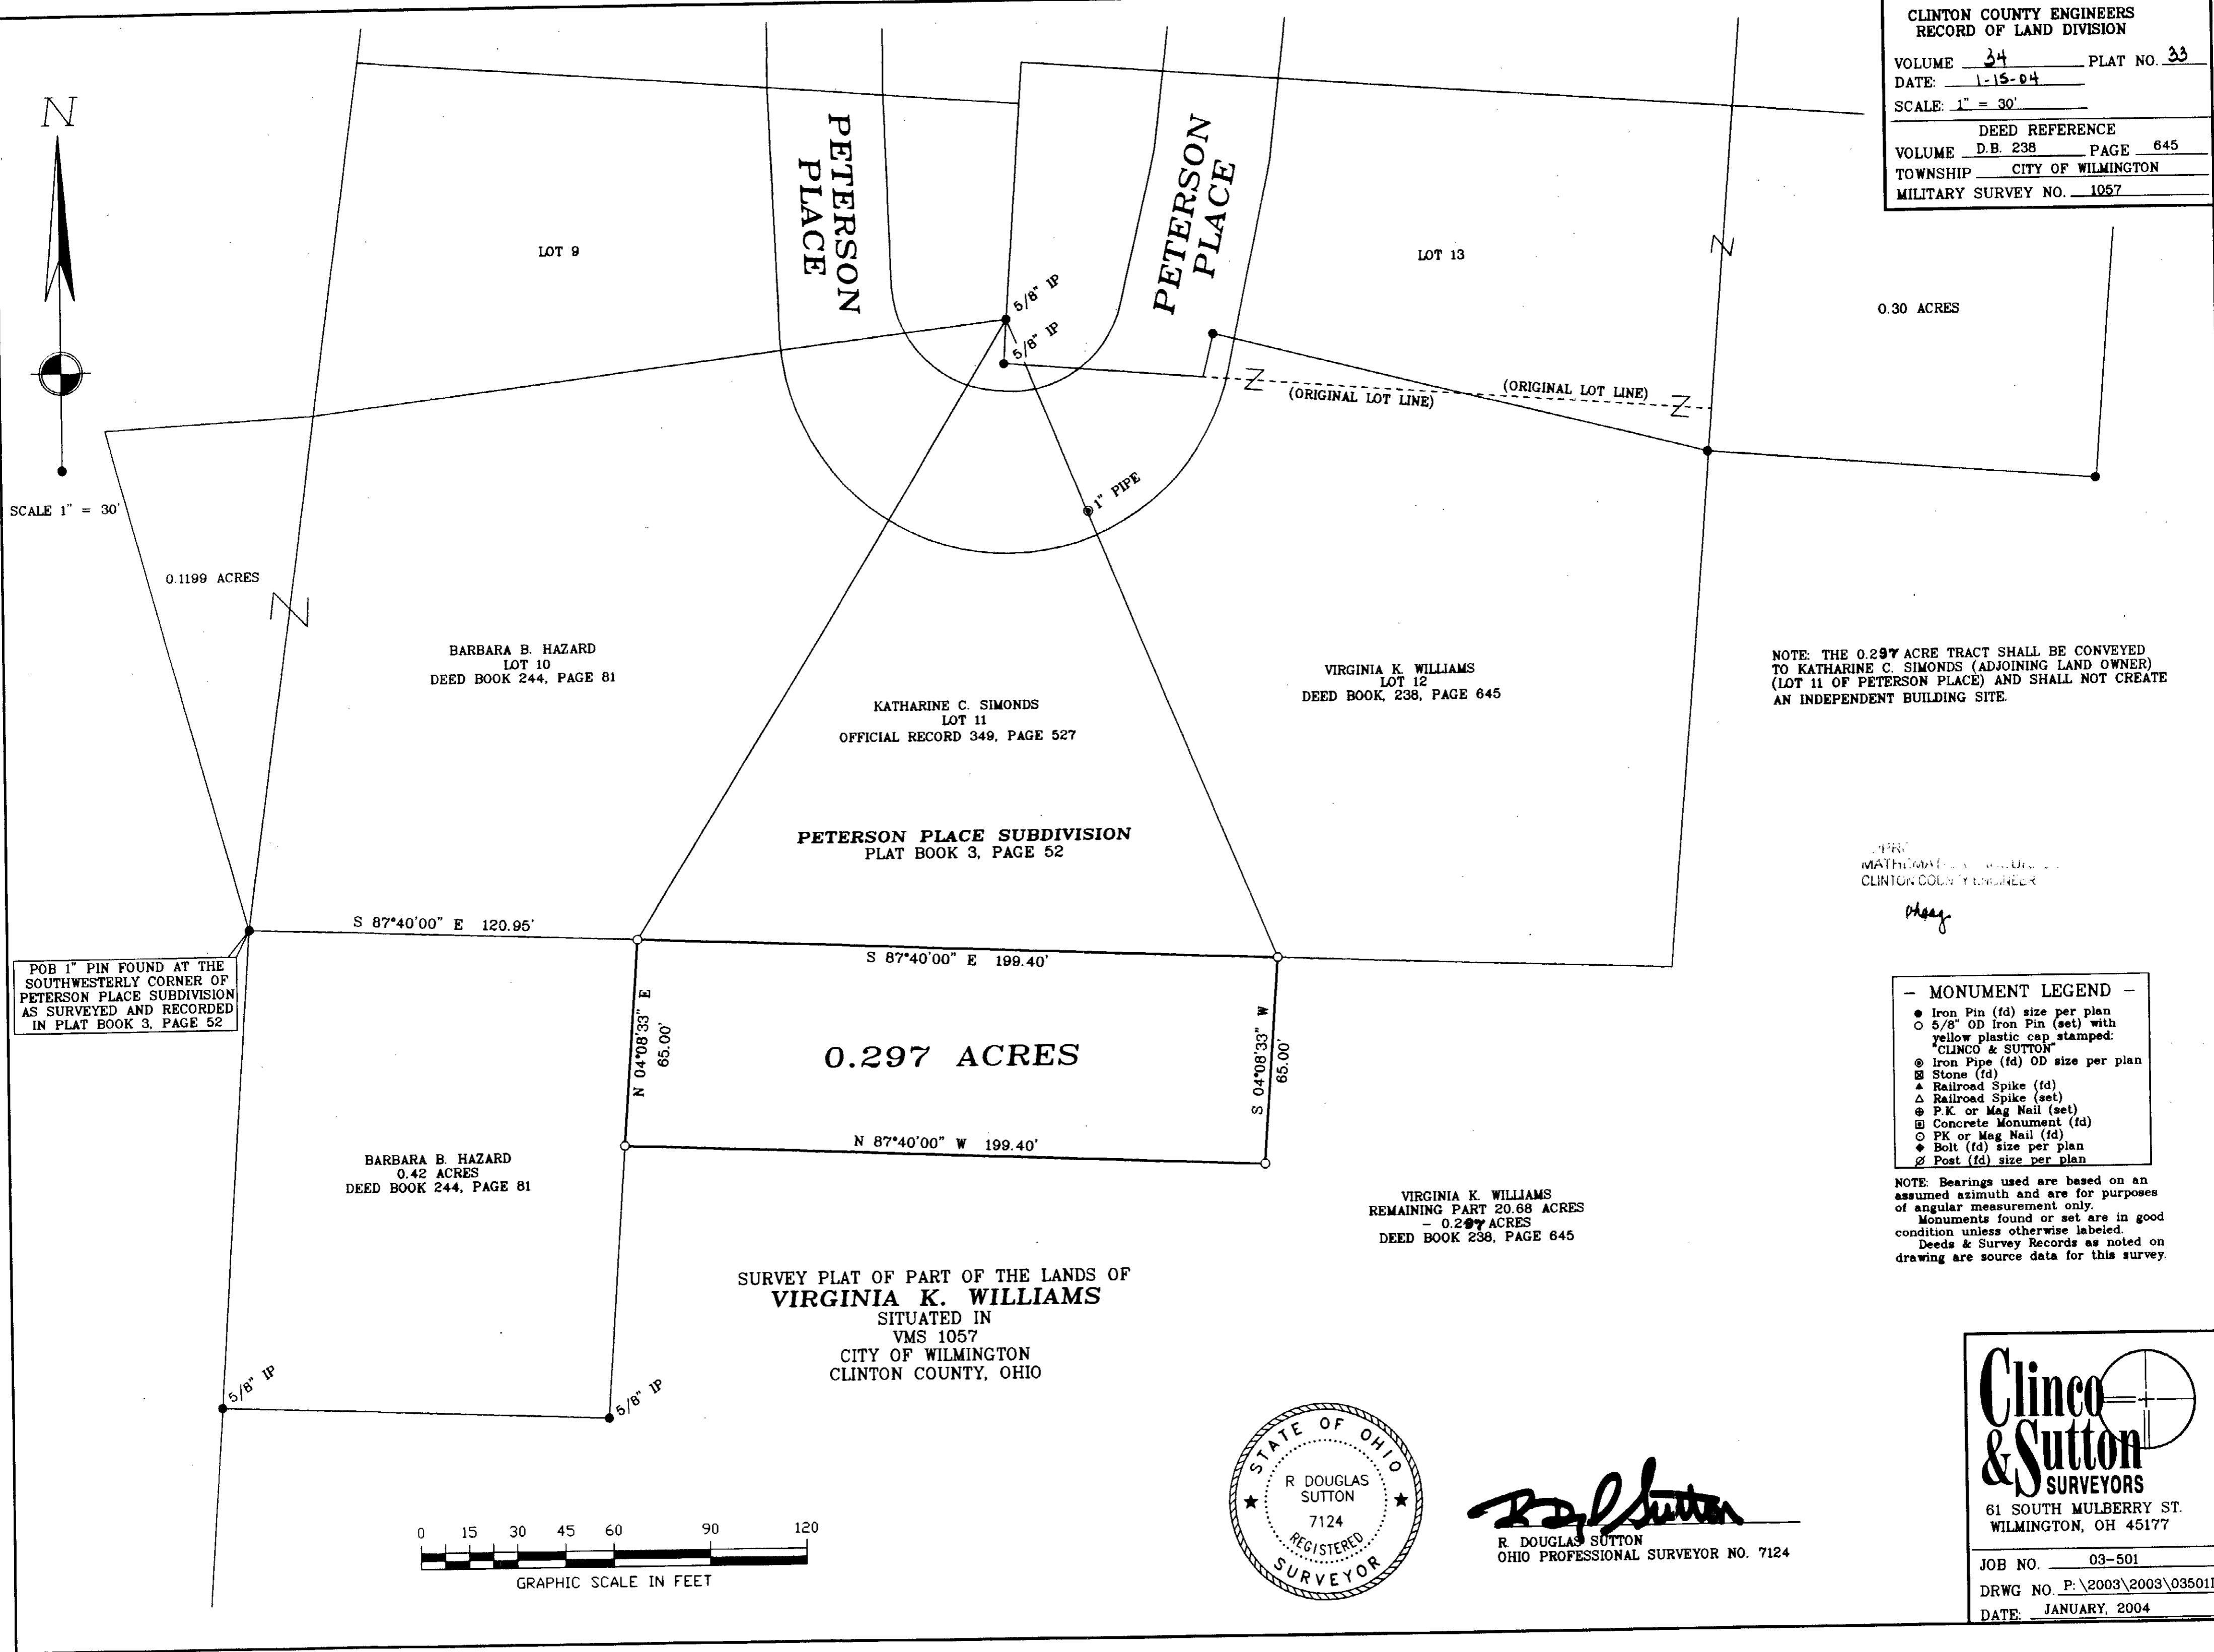 CLINTON COUNTY ENGINEERS
RECORD OF LAND DIVISION
VOLUME 34 PLAT NO. 33
DATE: 1-15-04
SCALE: 1" = 30'
DEED REFERENCE
VOLUME D.B. 238 PAGE 645
TOWNSHIP CITY OF WILMINGTON
MILITARY SURVEY NO. 1057
N
SCALE 1" = 30'
PETERSON
PLACE
PETERSON
PLACE
LOT 9
LOT 13
0.30 ACRES
5/8" IP
5/8" IP
(ORIGINAL LOT LINE)
(ORIGINAL LOT LINE)
1" PIPE
0.1199 ACRES
BARBARA B. HAZARD
LOT 10
DEED BOOK 244, PAGE 81
KATHARINE C. SIMONDS
LOT 11
OFFICIAL RECORD 349, PAGE 527
VIRGINIA K. WILLIAMS
LOT 12
DEED BOOK, 238, PAGE 645
NOTE: THE 0.297 ACRE TRACT SHALL BE CONVEYED
TO KATHARINE C. SIMONDS (ADJOINING LAND OWNER)
(LOT 11 OF PETERSON PLACE) AND SHALL NOT CREATE
AN INDEPENDENT BUILDING SITE.
PETERSON PLACE SUBDIVISION
PLAT BOOK 3, PAGE 52
CLINTON COUNTY ENGINEER
S 87°40'00" E 120.95'
S 87°40'00" E 199.40'
POB 1" PIN FOUND AT THE
SOUTHWESTERLY CORNER OF
PETERSON PLACE SUBDIVISION
AS SURVEYED AND RECORDED
IN PLAT BOOK 3, PAGE 52
N 04°08'33" E
65.00'
0.297 ACRES
S 04°08'33" W
65.00'
N 87°40'00" W 199.40'
- MONUMENT LEGEND -
Iron Pin (fd) size per plan
5/8" OD Iron Pin (set) with
yellow plastic cap stamped:
"CLINCO & SUTTON"
Iron Pipe (fd) OD size per plan
Stone (fd)
Railroad Spike (fd)
Railroad Spike (set)
P.K. or Mag Nail (set)
Concrete Monument (fd)
PK or Mag Nail (fd)
Bolt (fd) size per plan
Post (fd) size per plan
NOTE: Bearings used are based on an
assumed azimuth and are for purposes
of angular measurement only.
Monuments found or set are in good
condition unless otherwise labeled.
Deeds & Survey Records as noted on
drawing are source data for this survey.
BARBARA B. HAZARD
0.42 ACRES
DEED BOOK 244, PAGE 81
VIRGINIA K. WILLIAMS
REMAINING PART 20.68 ACRES
- 0.297 ACRES
DEED BOOK 238, PAGE 645
SURVEY PLAT OF PART OF THE LANDS OF
VIRGINIA K. WILLIAMS
SITUATED IN
VMS 1057
CITY OF WILMINGTON
CLINTON COUNTY, OHIO
5/8" IP
5/8" IP
0 15 30 45 60 90 120
GRAPHIC SCALE IN FEET
STATE OF OHIO
R DOUGLAS
SUTTON
7124
REGISTERED
SURVEYOR
R. DOUGLAS SUTTON
OHIO PROFESSIONAL SURVEYOR NO. 7124
Clinco
&Sutton
SURVEYORS
61 SOUTH MULBERRY ST.
WILMINGTON, OH 45177
JOB NO. 03-501
DRWG NO. P:\2003\2003\03501
DATE: JANUARY, 2004